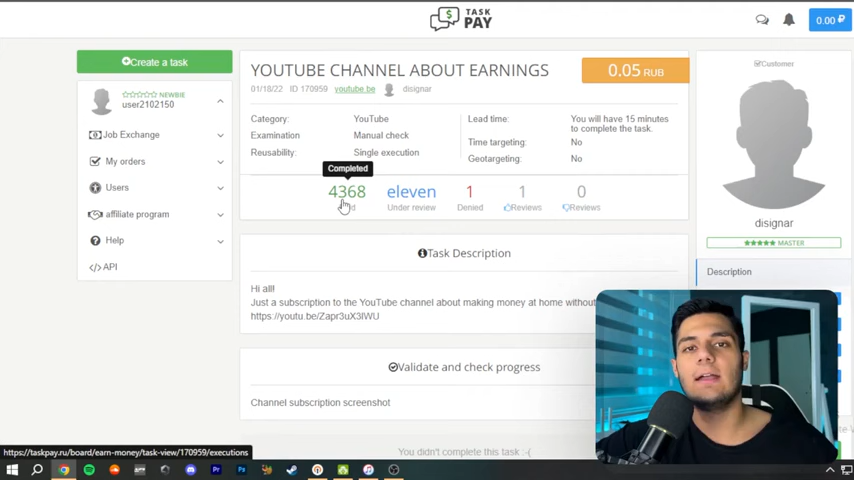 TASK
PAY
0.00 ₽
Create a task
NEWBIE
user2102150
Job Exchange
My orders
Users
affiliate program
Help
API
YOUTUBE CHANNEL ABOUT EARNINGS
0.05 RUB
01/18/22 ID 170959 youtube.be disignar
Category: YouTube
Examination Manual check
Reusability: Single execution
Lead time: You will have 15 minutes
to complete the task.
Time targeting: No
Geotargeting: No
Completed
4368 eleven 1 1 0
Under review Denied Reviews Reviews
Task Description
Hi all!
Just a subscription to the YouTube channel about making money at home without
https://youtu.be/Zapr3uX3lWU
Validate and check progress
Channel subscription screenshot
You didn't complete this task :-(
Customer
disignar
MASTER
Description
https://taskpay.ru/board/earn-money/task-view/170959/executions